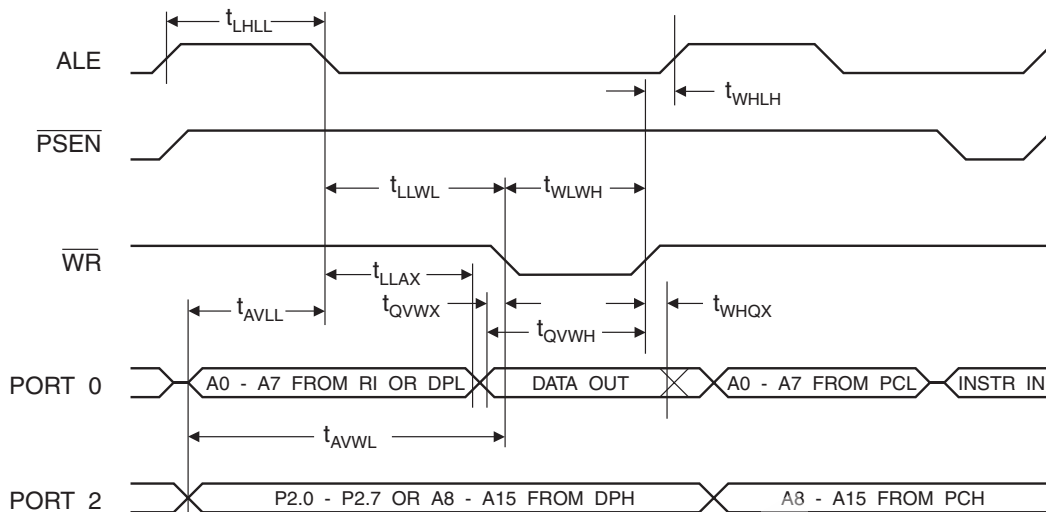 tLHLL
ALE
tWHLH
PSEN
tLLWL
tWLWH
WR
tLLAX
tQVWX
tWHQX
tAVLL
tQVWH
PORT 0
A0 - A7 FROM RI OR DPL
DATA OUT
A0 - A7 FROM PCL
INSTR IN
tAVWL
PORT 2
P2.0 - P2.7 OR A8 - A15 FROM DPH
A8 - A15 FROM PCH